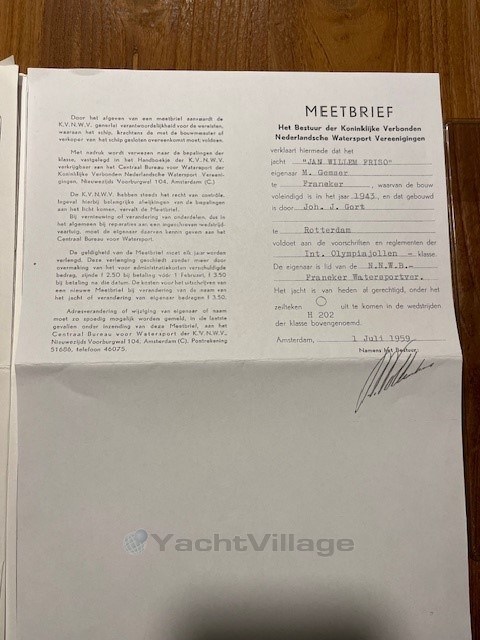 Door het afgeven van een meetbrief aanvaardt de
K.V.N.W.V. generlei verantwoordelijkheid voor de vereisten,
waaraan het schip, krachtens de met de bouwmeester of
verkoper van het schip gesloten overeenkomst moet voldoen.
Met nadruk wordt verwezen naar de bepalingen der
klasse, vastgelegd in het Handboekje der K.V.N.W.V.
verkrijgbaar aan het Centraal Bureau voor Watersport der
Koninklijke Verbonden Nederlandsche Watersport Vereeni-
gingen, Nieuwezijds Voorburgwal 104, Amsterdam (C.)
De K.V.N.W.V. hebben steeds het recht van contrôle,
ingeval hierbij belangrijke afwijkingen van de bepalingen
aan het licht komen, vervalt de Meetbrief.
Bij vernieuwing of verandering van onderdelen, dus in
het algemeen bij reparaties aan een ingeschreven wedstrijd-
vaartuig, moet de eigenaar daarvan kennis geven aan het
Centraal Bureau voor Watersport.
De geldigheid van de Meetbrief moet elk jaar worden
verlengd. Deze verlenging geschiedt zonder meer door
overmaking van het voor administratiekosten verschuldigde
bedrag, zijnde f 2.50 bij betaling vóór 1 februari, f 3.50
bij betaling na die datum. De kosten voor het uitschrijven van
een nieuwe Meetbrief bij verandering van de naam van
het jacht of verandering van eigenaar bedragen f 3.50.
Adresverandering of wijziging van eigenaar of naam
moet zo spoedig mogelijk worden gemeld, in de laatste
gevallen onder inzending van deze Meetbrief, aan het
Centraal Bureau voor Watersport der K.V.N.W.V.,
Nieuwezijds Voorburgwal 104, Amsterdam (C.) Postrekening
51688, telefoon 46075.
MEETBRIEF
Het Bestuur der Koninklijke Verbonden
Nederlandsche Watersport Vereenigingen
verklaart hiermede dat het
jacht "JAN WILLEM FRISO"
eigenaar M. Gesser
te Franeker, waarvan de bouw
voleindigd is in het jaar 1943, en dat gebouwd
is door Joh. J. Gort
te Rotterdam
voldoet aan de voorschriften en reglementen der
Int. Olympiajollen - klasse.
De eigenaar is lid van de N.N.W.B.-
Franeker Watersportver.
Het jacht is van heden af gerechtigd, onder het
zeilteken O uit te komen in de wedstrijden
H 202
der klasse bovengenoemd.
Amsterdam, 1 Juli 1959
Namens het Bestuur:
YachtVillage